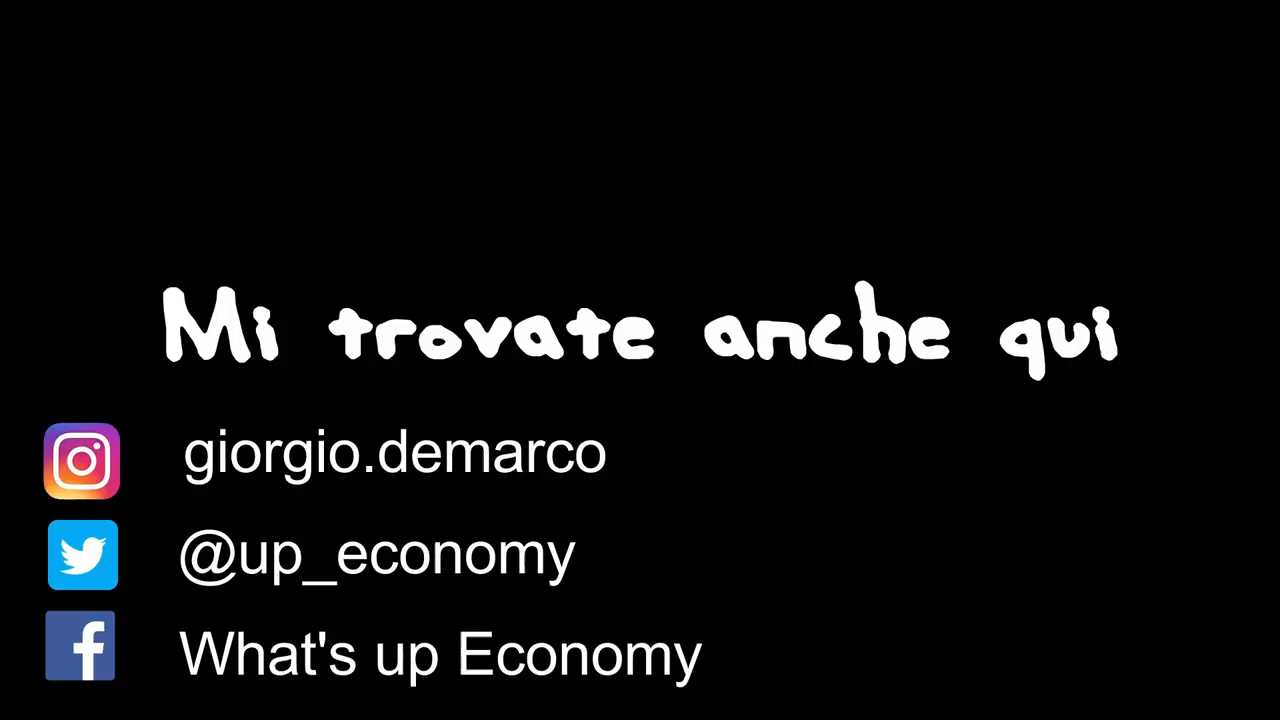 Mi trovate anche qui
giorgio.demarco
@up_economy
What's up Economy